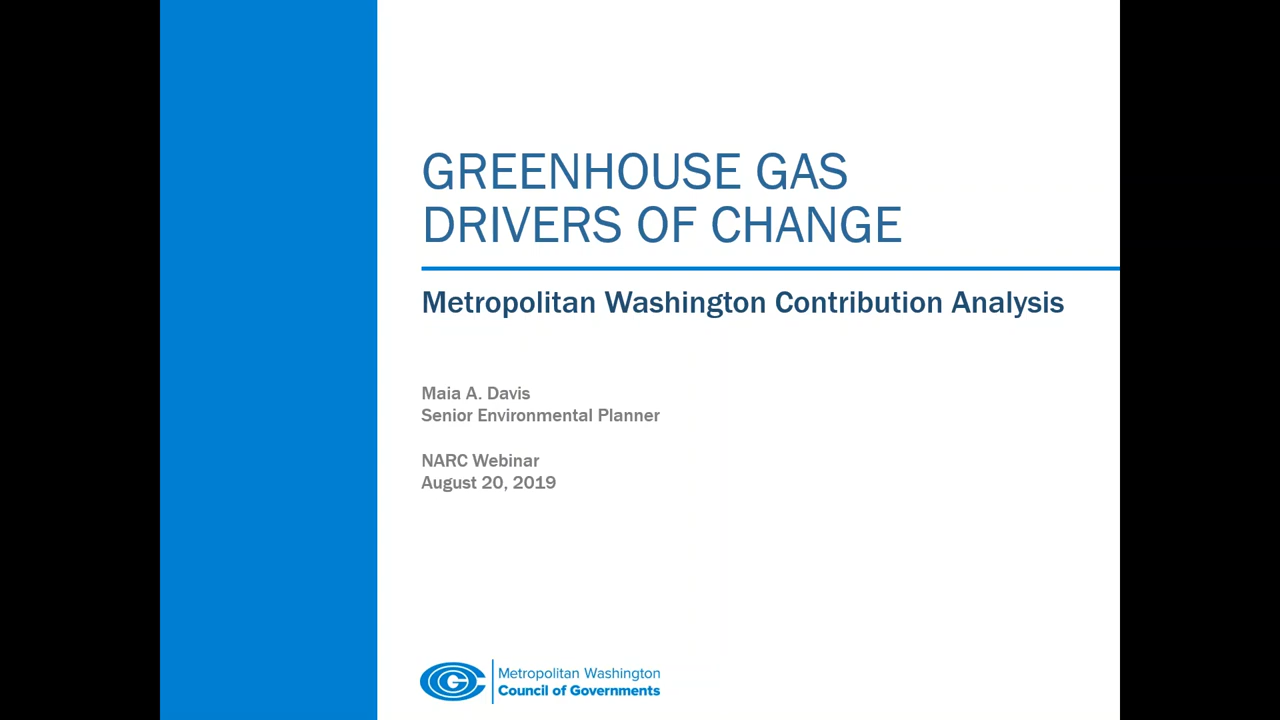 GREENHOUSE GAS
DRIVERS OF CHANGE
Metropolitan Washington Contribution Analysis
Maia A. Davis
Senior Environmental Planner
NARC Webinar
August 20, 2019
Metropolitan Washington
Council of Governments